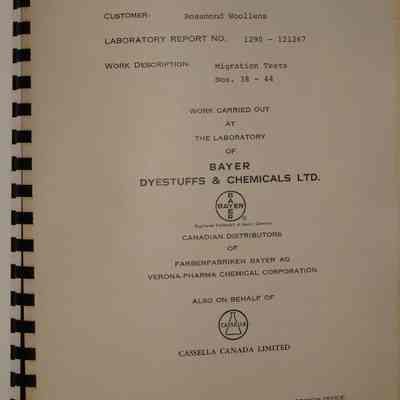 CUSTOMER: Rosamond Woollens
LABORATORY REPORT NO. 1290 - 121267
WORK DESCRIPTION: Migration Tests
Nos. 38 - 44
WORK CARRIED OUT
AT
THE LABORATORY
OF
BAYER
DYESTUFFS & CHEMICALS LTD.
BAYER
BAYER
®
CANADIAN DISTRIBUTORS
OF
FARBENFABRIKEN BAYER AG
VERONA-PHARMA CHEMICAL CORPORATION
ALSO ON BEHALF OF
CASSELLA
CASSELLA CANADA LIMITED